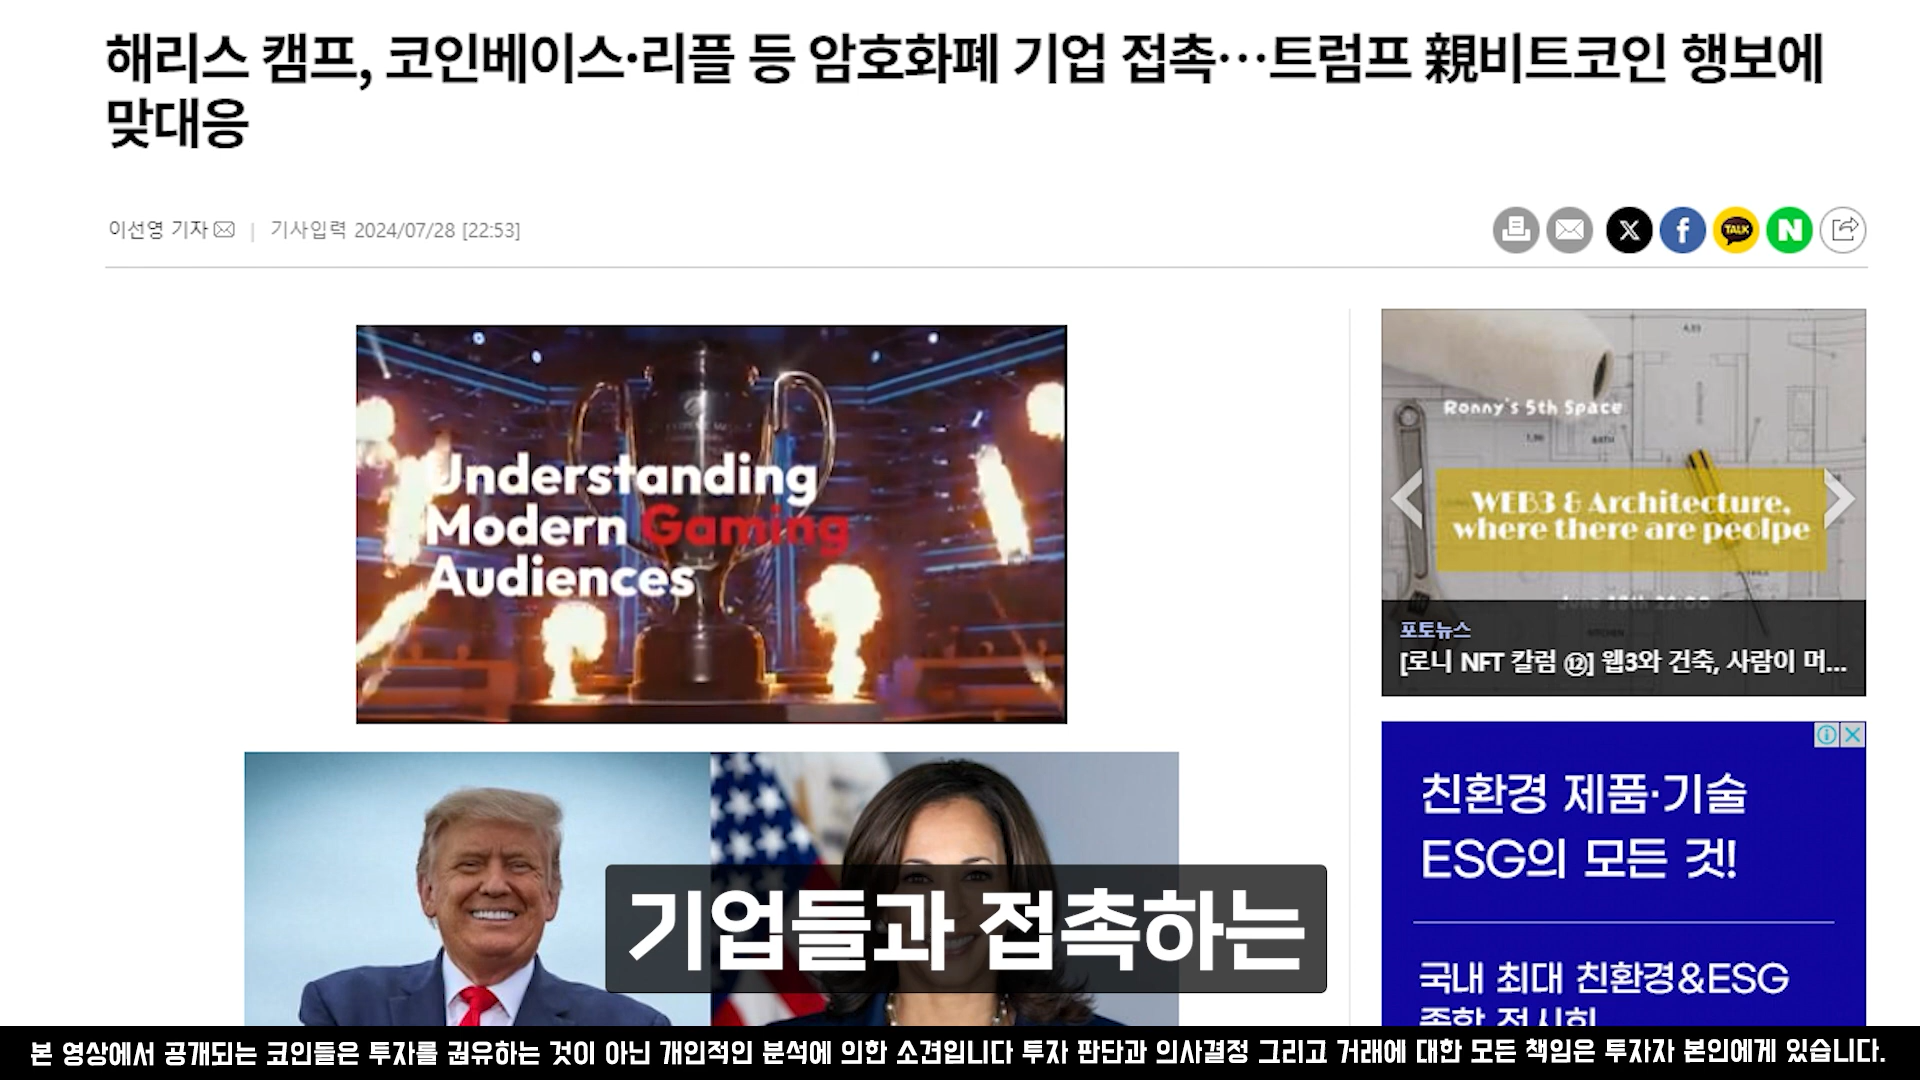 해리스 캠프, 코인베이스·리플 등 암호화폐 기업 접촉…트럼프 親비트코인 행보에
맞대응
이선영 기자 | 기사입력 2024/07/28 [22:53]
TALK
Understanding
Modern Gaming
Audiences
Ronny's 5th Space
WEB3 & Architecture,
where there are peolpe
June 18th 22:00
포토뉴스
[로니 NFT 칼럼 ⑫] 웹3와 건축, 사람이 머...
친환경 제품·기술
ESG의 모든 것!
국내 최대 친환경&ESG
종합 전시회
기업들과 접촉하는
본 영상에서 공개되는 코인들은 투자를 권유하는 것이 아닌 개인적인 분석에 의한 소견입니다 투자 판단과 의사결정 그리고 거래에 대한 모든 책임은 투자자 본인에게 있습니다.